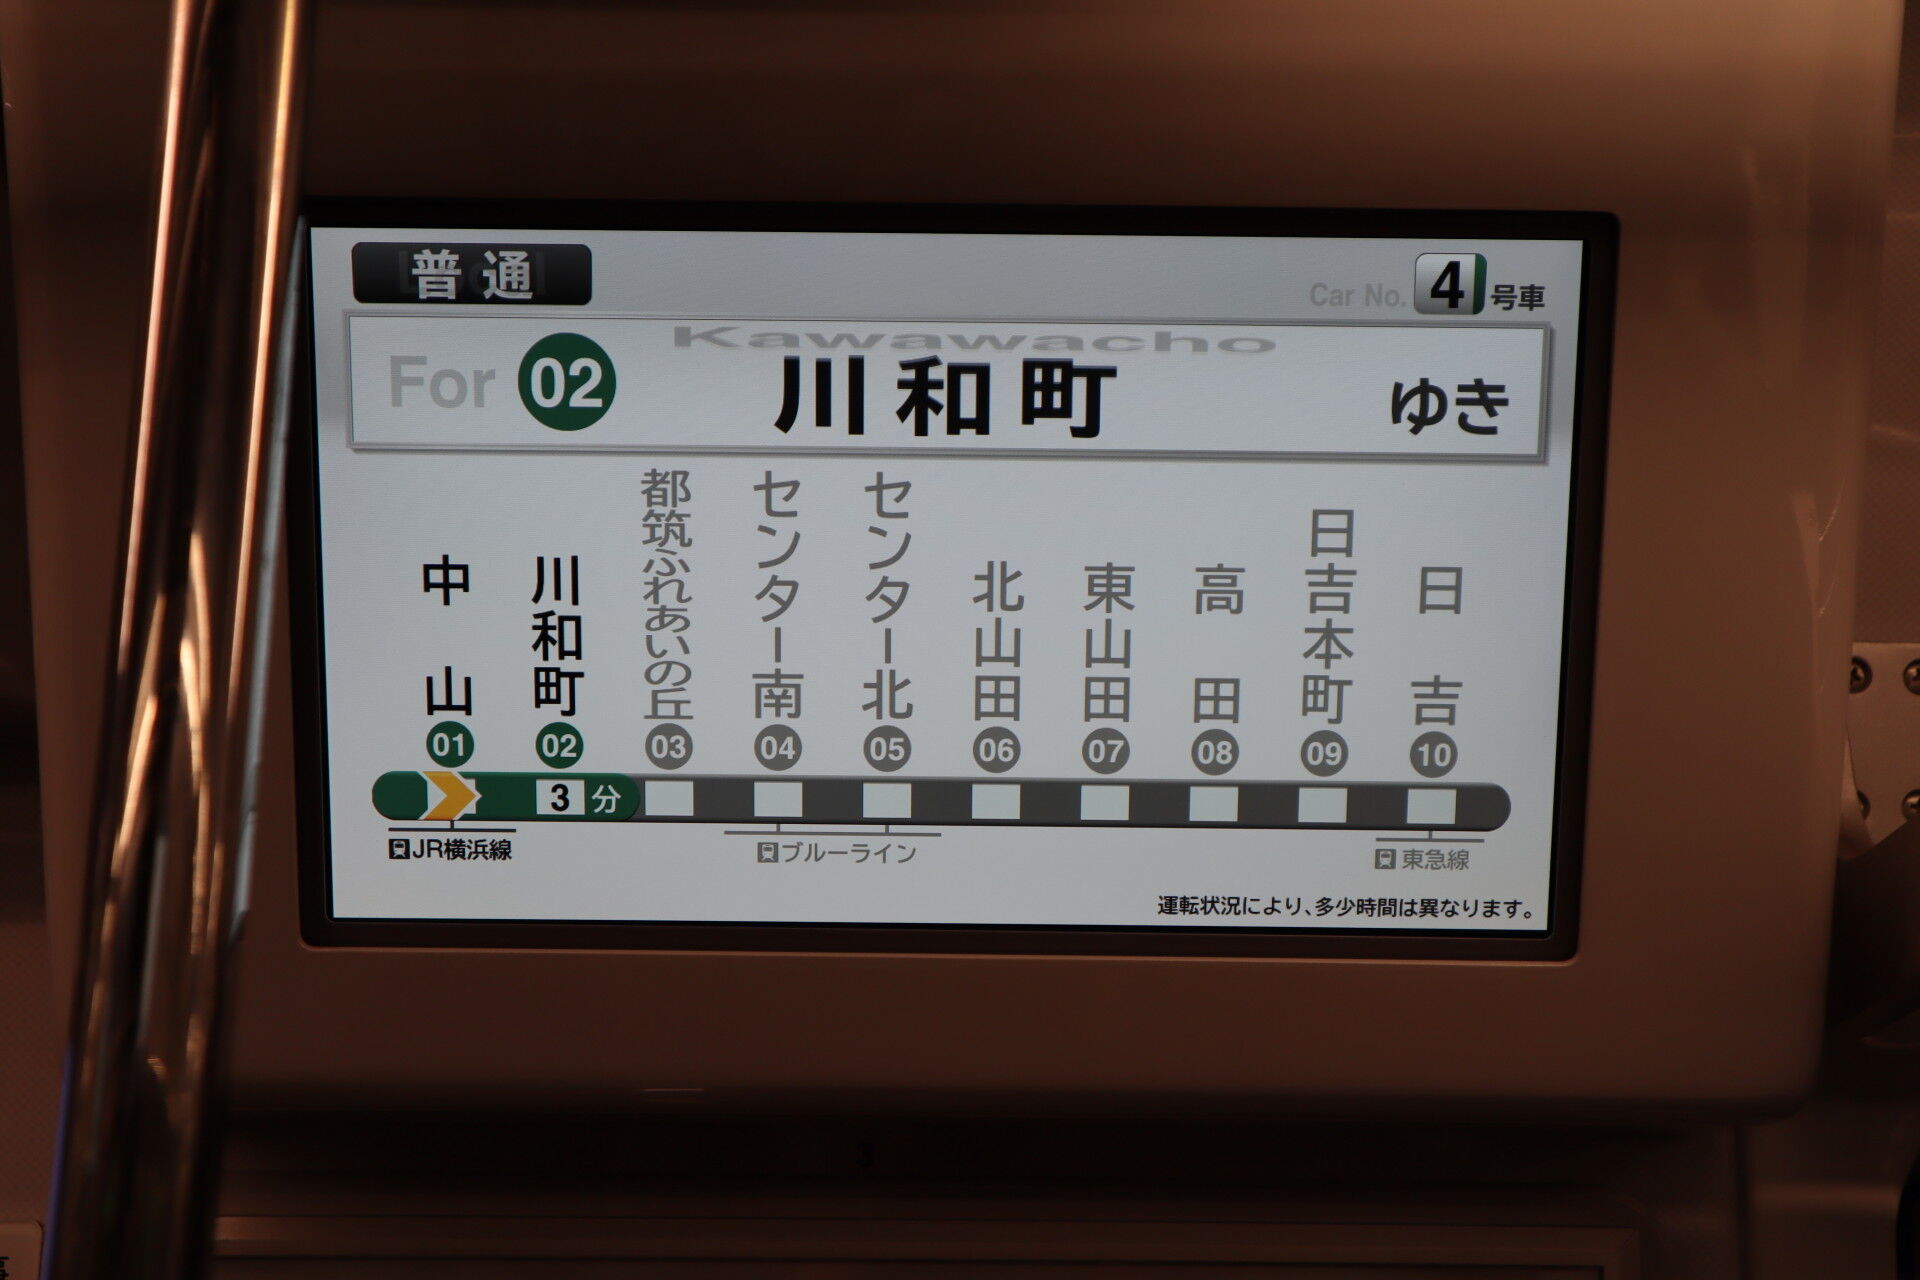 普通
Car No. 4 号車
Kawawacho
For 02 川和町 ゆき
中山
川和町
都筑ふれあいの丘
センター南
センター北
北山田
東山田
高田
日吉本町
日吉
01 02 03 04 05 06 07 08 09 10
3 分
JR横浜線
ブルーライン
東急線
運転状況により、多少時間は異なります。